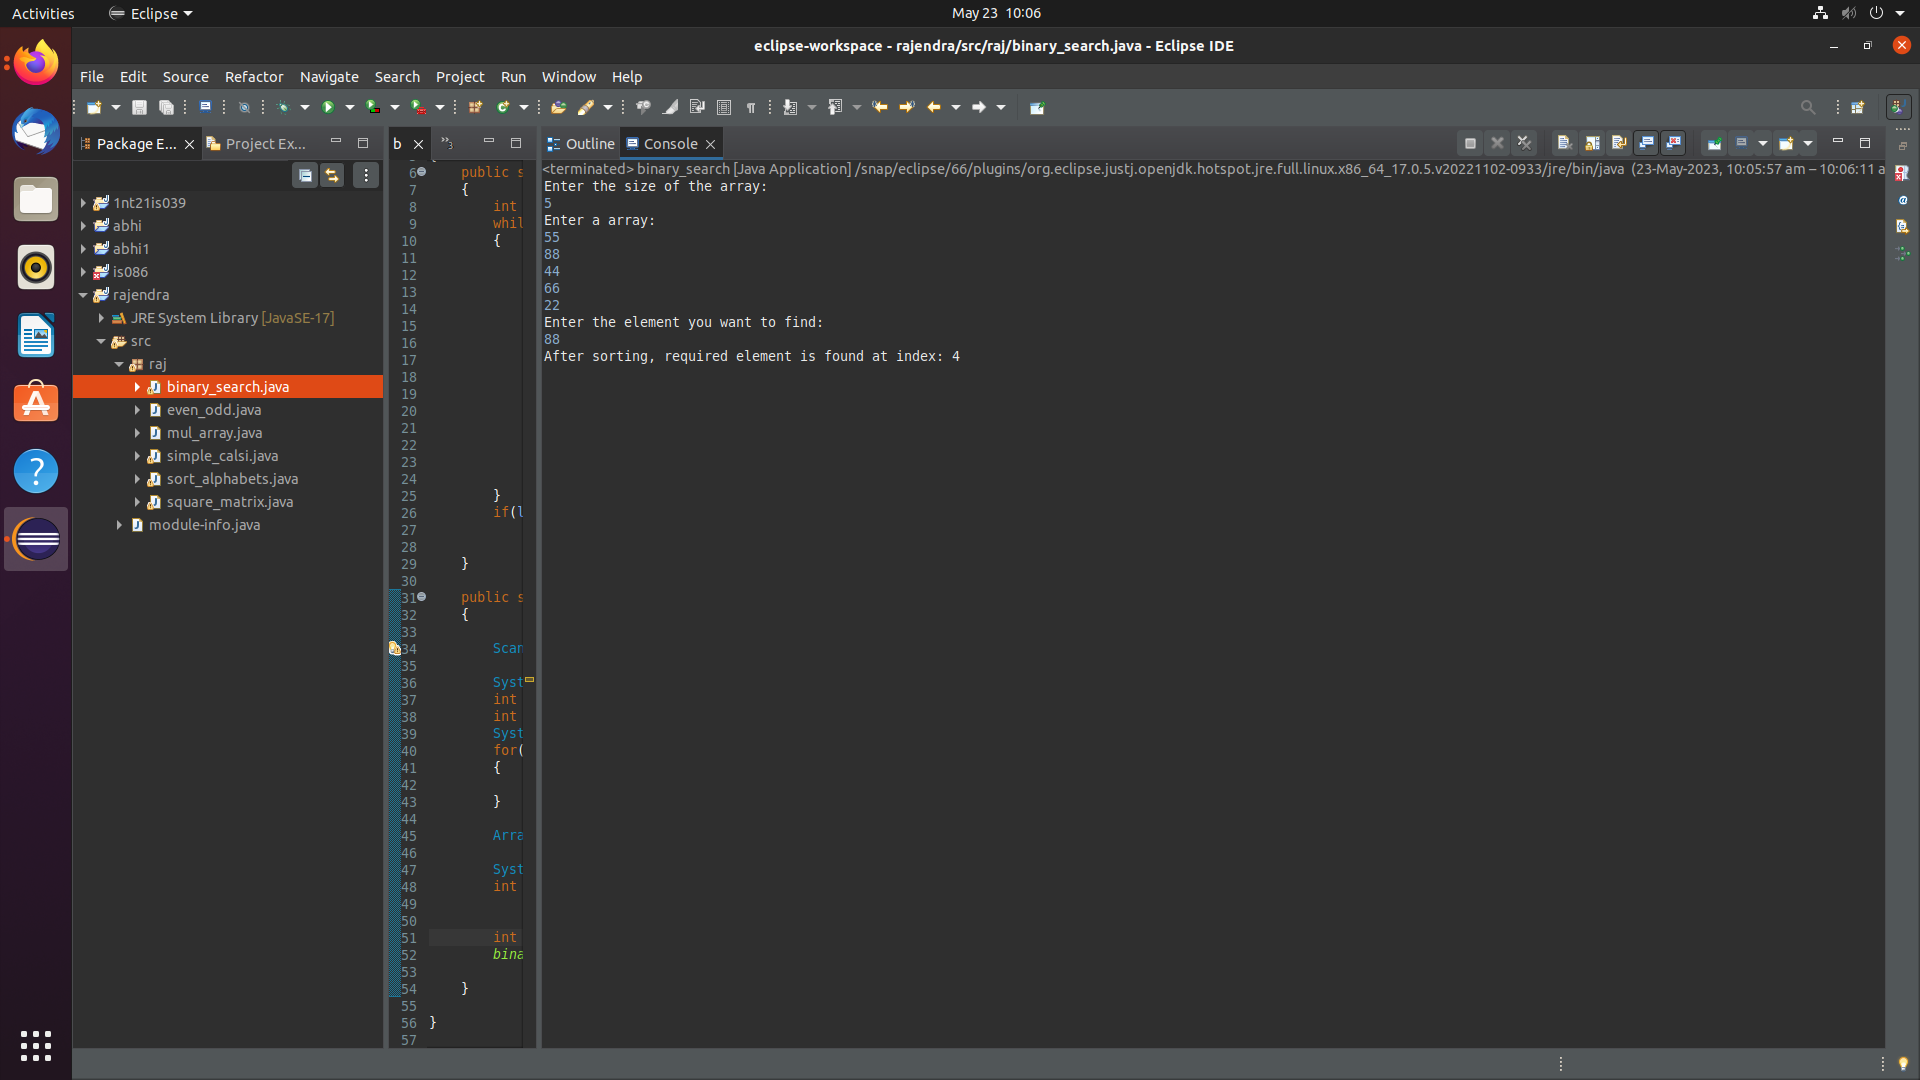 Activities Eclipse May 23 10:06
eclipse-workspace - rajendra/src/raj/binary_search.java - Eclipse IDE
File Edit Source Refactor Navigate Search Project Run Window Help
Package E... Project Ex... b »3 Outline Console
<terminated> binary_search [Java Application] /snap/eclipse/66/plugins/org.eclipse.justj.openjdk.hotspot.jre.full.linux.x86_64_17.0.5.v20221102-0933/jre/bin/java (23-May-2023, 10:05:57 am – 10:06:11 a
1nt21is039
abhi
abhi1
is086
rajendra
JRE System Library [JavaSE-17]
src
raj
binary_search.java
even_odd.java
mul_array.java
simple_calsi.java
sort_alphabets.java
square_matrix.java
module-info.java
6 public s
7 {
8 int
9 whil
10 {
11
12
13
14
15
16
17
18
19
20
21
22
23
24
25 }
26 if(l
27
28
29 }
30
31 public s
32 {
33
34 Scan
35
36 Syst
37 int
38 int
39 Syst
40 for(
41 {
42
43 }
44
45 Arra
46
47 Syst
48 int
49
50
51 int
52 bina
53
54 }
55
56 }
57
Enter the size of the array:
5
Enter a array:
55
88
44
66
22
Enter the element you want to find:
88
After sorting, required element is found at index: 4